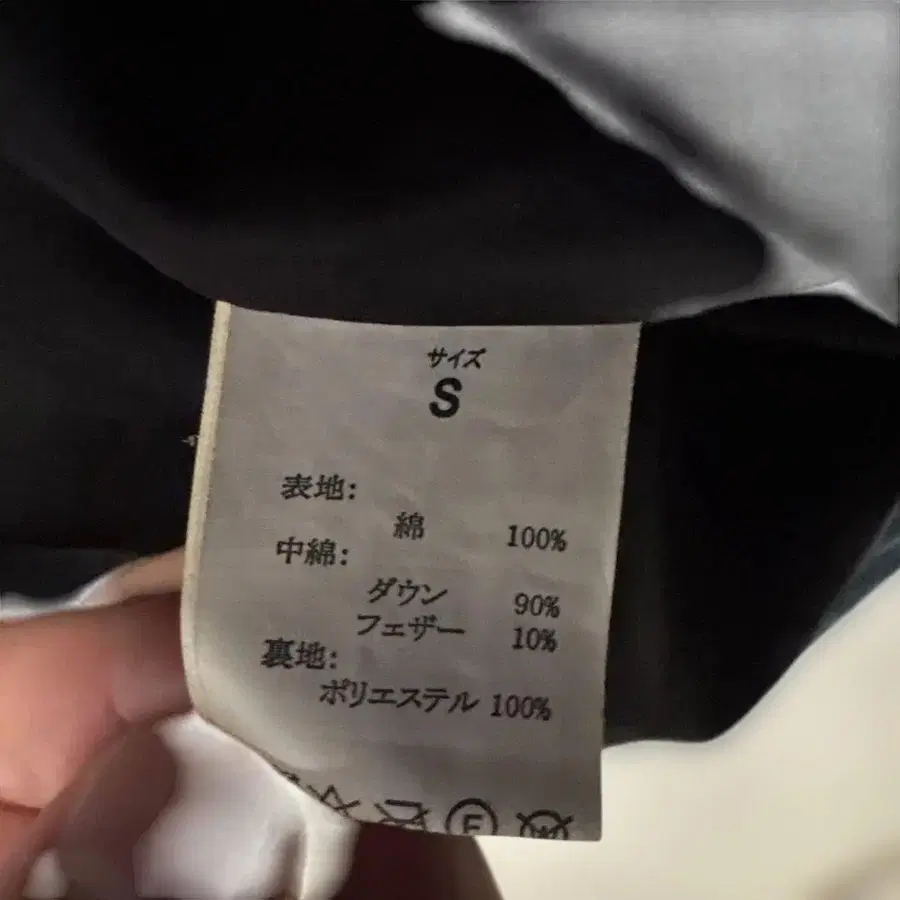 サイズ
S
表地:
綿 100%
中綿:
ダウン 90%
フェザー 10%
裏地:
ポリエステル 100%
F W